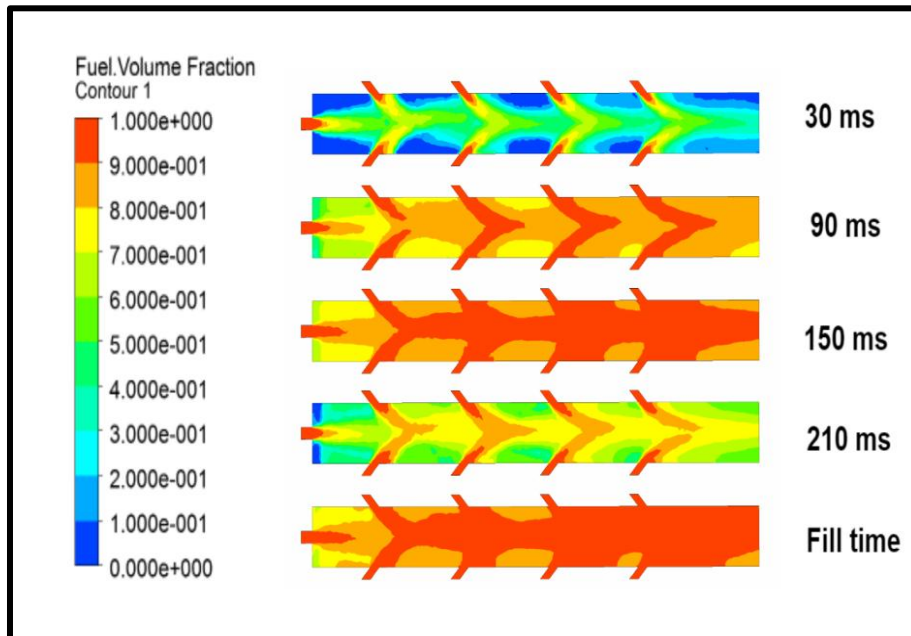 Fuel.Volume Fraction
Contour 1
1.000e+000
9.000e-001
8.000e-001
7.000e-001
6.000e-001
5.000e-001
4.000e-001
3.000e-001
2.000e-001
1.000e-001
0.000e+000
30 ms
90 ms
150 ms
210 ms
Fill time